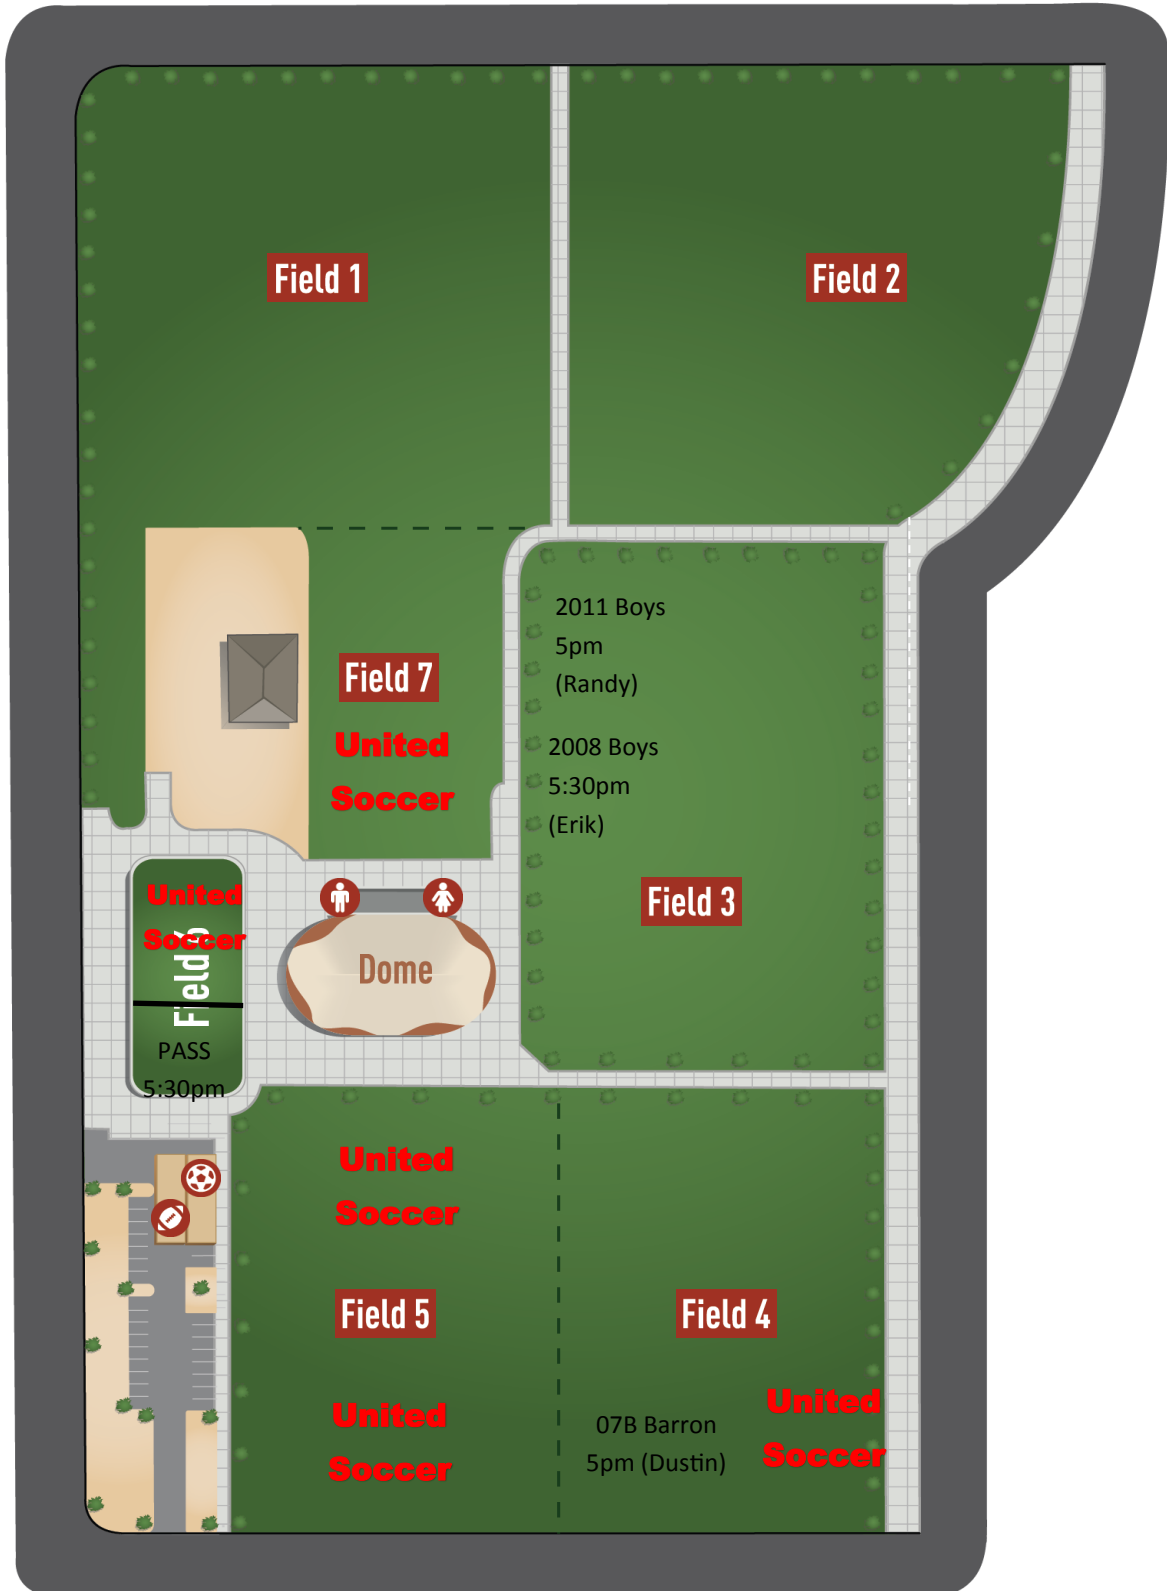 Field 1
Field 2
2011 Boys
5pm
(Randy)
Field 7
United
Soccer
2008 Boys
5:30pm
(Erik)
Field 3
United
Soccer
Field 6
Dome
PASS
5:30pm
United
Soccer
Field 5
Field 4
United
Soccer
07B Barron
5pm (Dustin)
United
Soccer